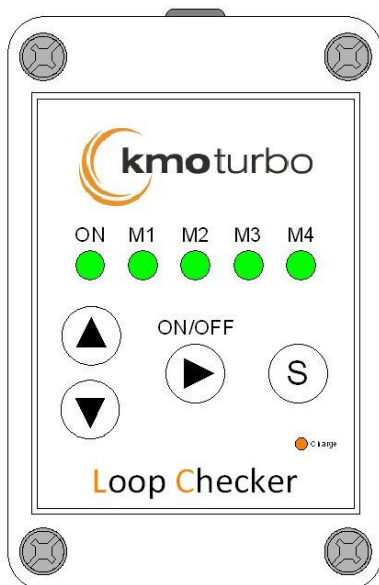 kmoturbo
ON M1 M2 M3 M4
ON/OFF
S
Charge
Loop Checker